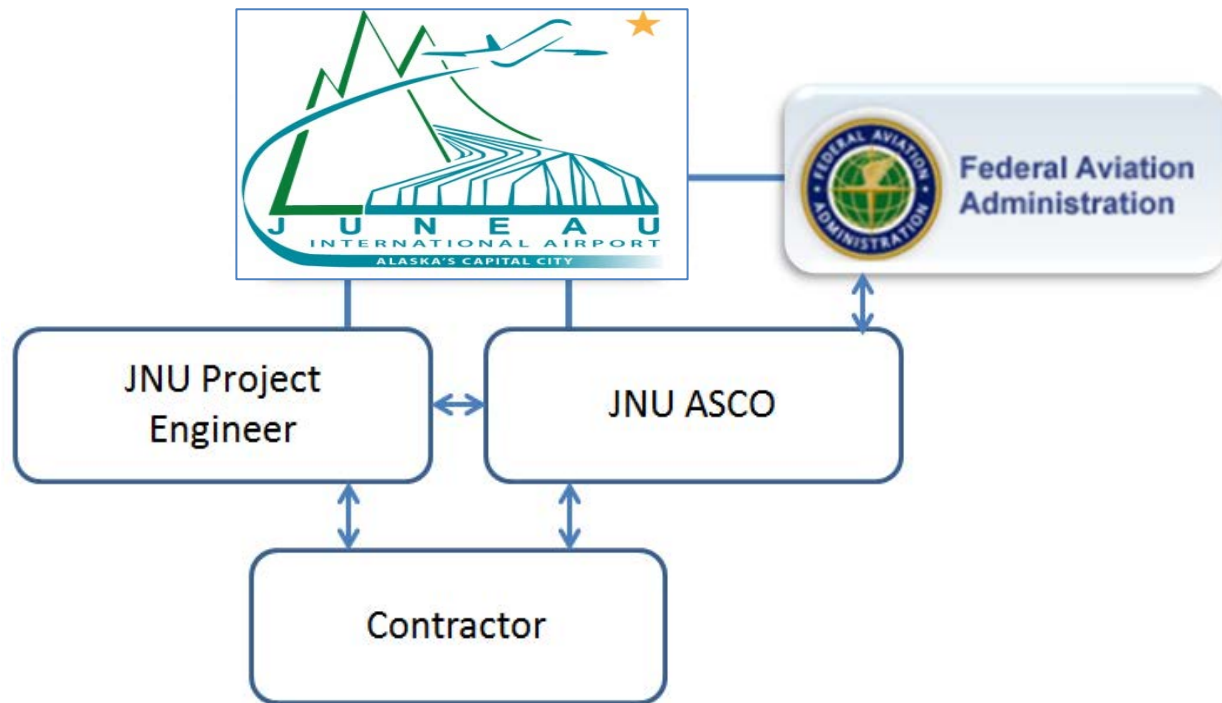 JUNEAU
INTERNATIONAL AIRPORT
ALASKA'S CAPITAL CITY
FEDERAL AVIATION
ADMINISTRATION
Federal Aviation
Administration
JNU Project
Engineer
JNU ASCO
Contractor